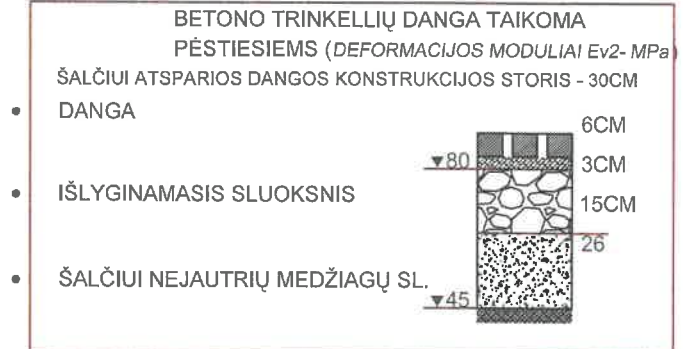 BETONO TRINKELLIŲ DANGA TAIKOMA
PĖSTIESIEMS (DEFORMACIJOS MODULIAI Ev2- MPa)
ŠALČIUI ATSPARIOS DANGOS KONSTRUKCIJOS STORIS - 30CM
• DANGA
6CM
▼80
3CM
• IŠLYGINAMASIS SLUOKSNIS
15CM
26
• ŠALČIUI NEJAUTRIŲ MEDŽIAGŲ SL.
▼45